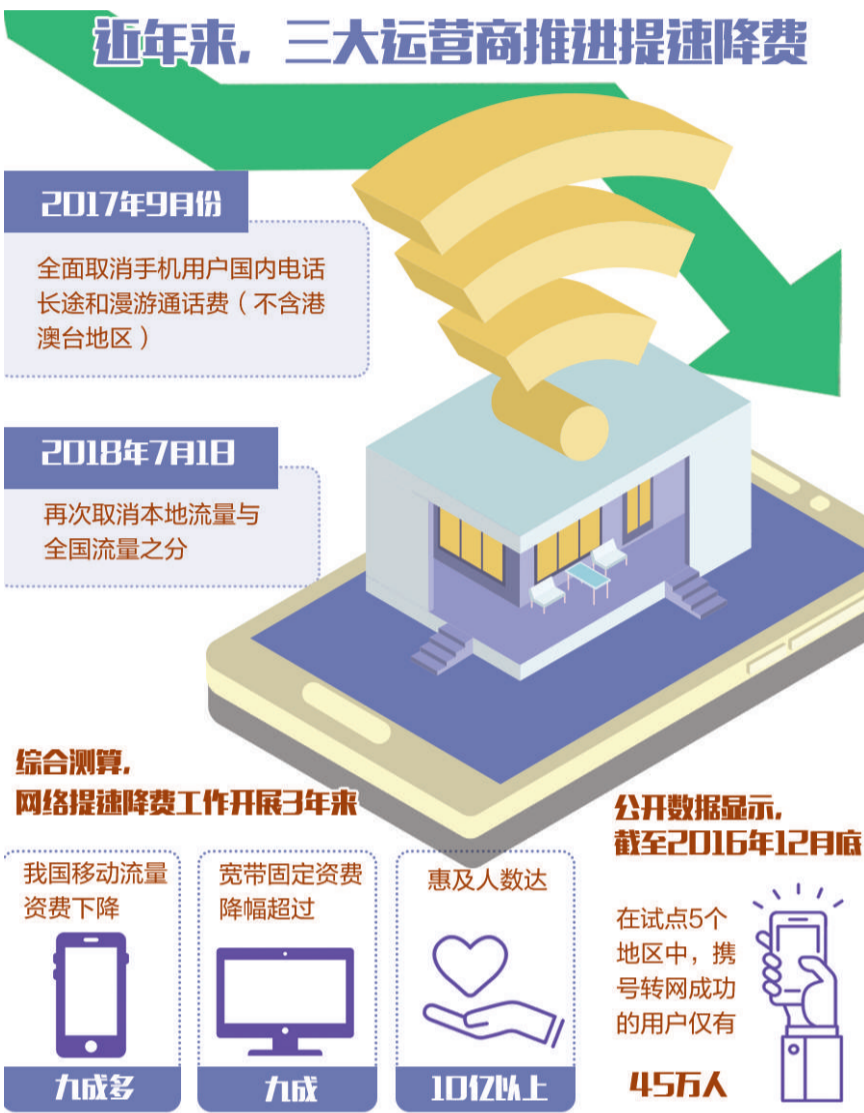 近年来,三大运营商推进提速降费
2017年9月份
全面取消手机用户国内电话
长途和漫游通话费(不含港
澳台地区)
2018年7月1日
再次取消本地流量与
全国流量之分
综合测算,
网络提速降费工作开展3年来
我国移动流量
资费下降
九成多
宽带固定资费
降幅超过
九成
惠及人数达
10亿以上
公开数据显示,
截至2016年12月底
在试点5个
地区中,携
号转网成功
的用户仅有
45万人